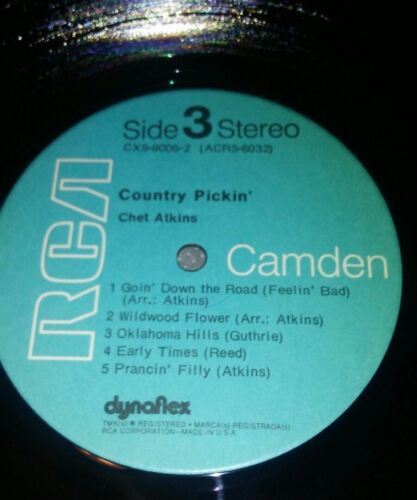 Side 3 Stereo
CXS-9006-2 (ACRS-6032)
Country Pickin'
Chet Atkins
RCA
Camden
1 Goin' Down the Road (Feelin' Bad)
(Arr.: Atkins)
2 Wildwood Flower (Arr.: Atkins)
3 Oklahoma Hills (Guthrie)
4 Early Times (Reed)
5 Prancin' Filly (Atkins)
dynaflex
TMK(s) ® REGISTERED • MARCA(s) REGISTRADA(s)
RCA CORPORATION—MADE IN U.S.A.